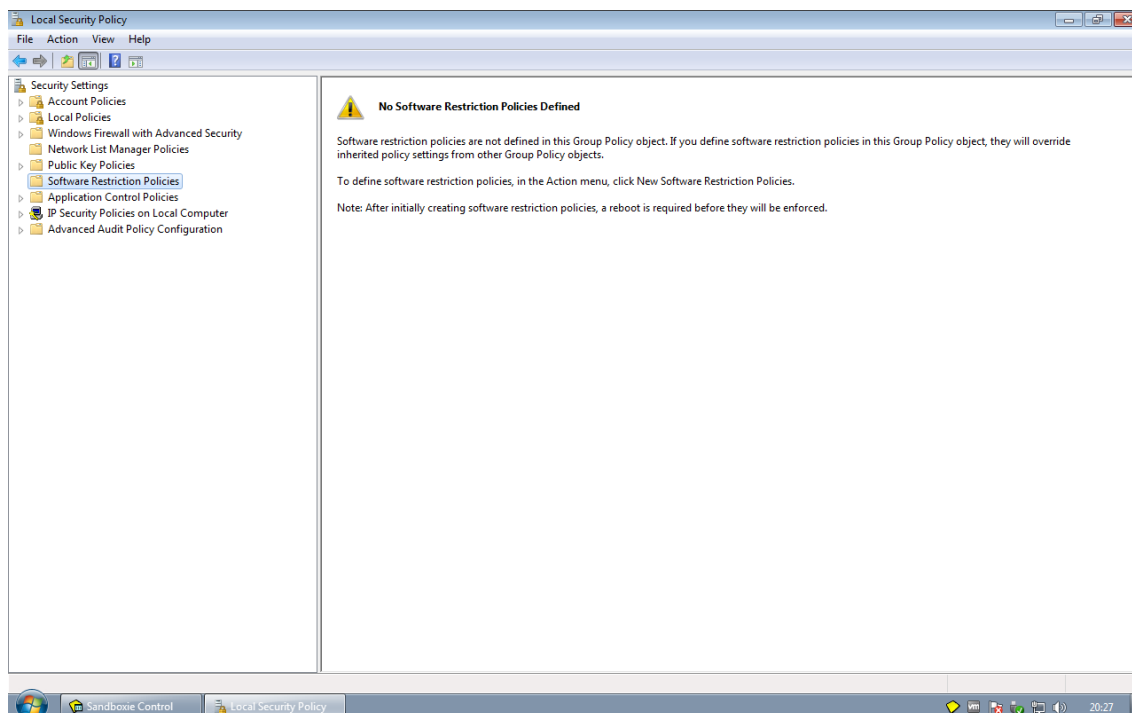 Local Security Policy
File Action View Help
Security Settings
Account Policies
Local Policies
Windows Firewall with Advanced Security
Network List Manager Policies
Public Key Policies
Software Restriction Policies
Application Control Policies
IP Security Policies on Local Computer
Advanced Audit Policy Configuration
No Software Restriction Policies Defined
Software restriction policies are not defined in this Group Policy object. If you define software restriction policies in this Group Policy object, they will override
inherited policy settings from other Group Policy objects.
To define software restriction policies, in the Action menu, click New Software Restriction Policies.
Note: After initially creating software restriction policies, a reboot is required before they will be enforced.
Sandboxie Control
Local Security Policy
vm
20:27